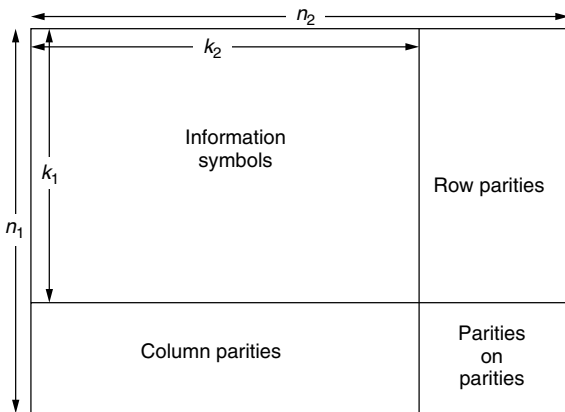 n₂
k₂
Information
symbols
k₁
Row parities
n₁
Column parities
Parities
on
parities